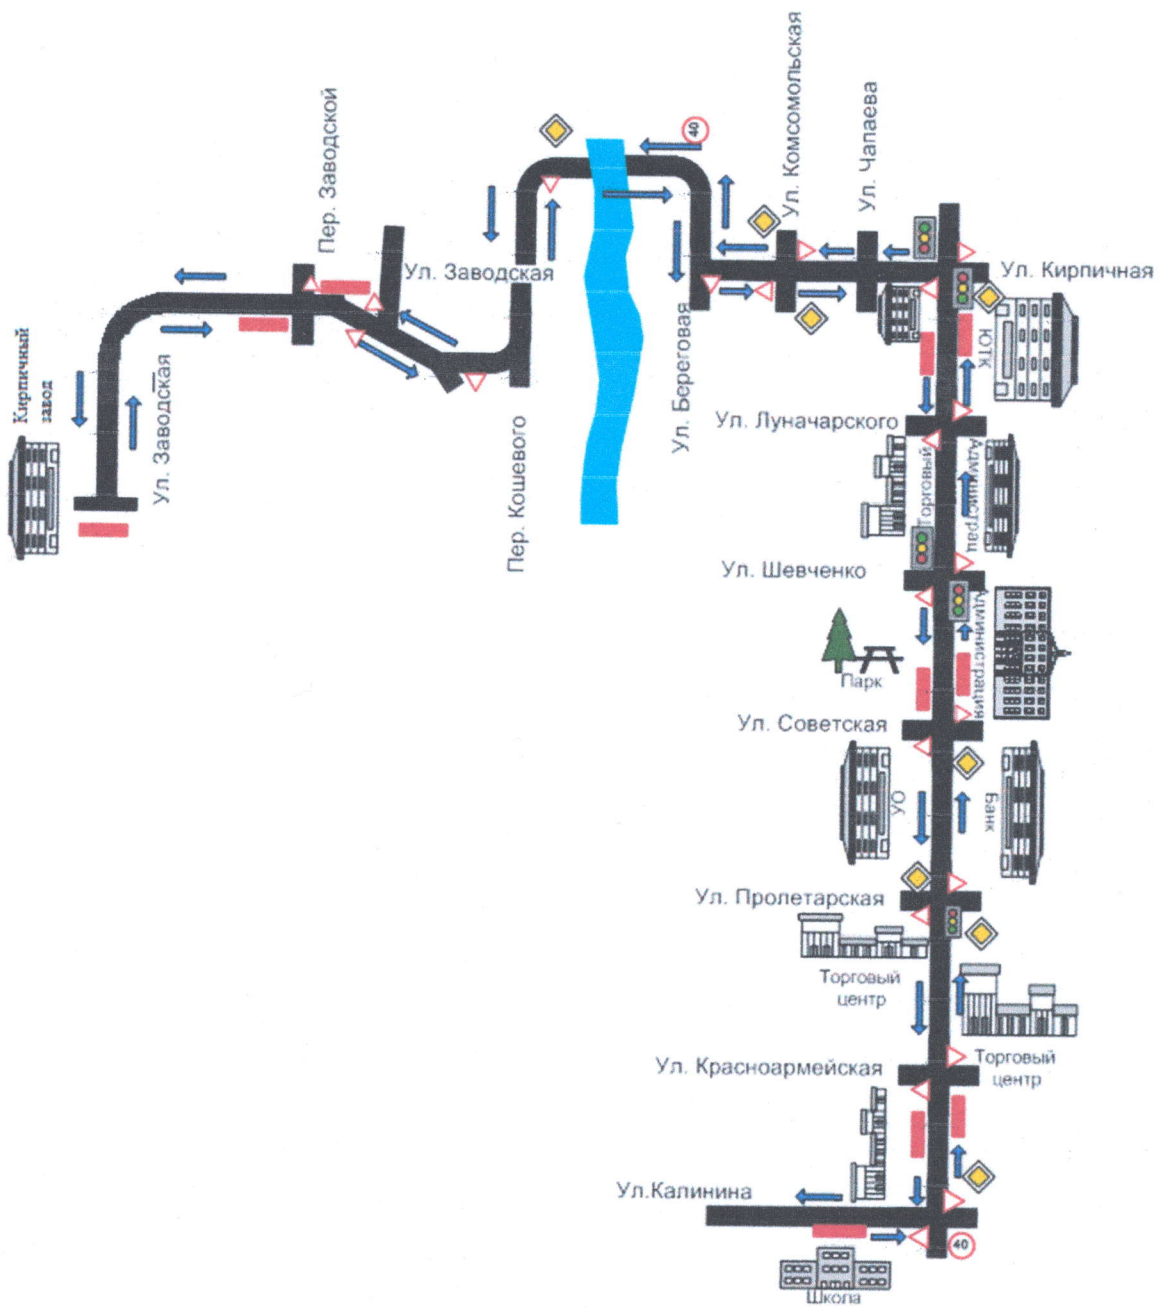 Ул. Комсомольская
Ул. Чапаева
Пер. Заводской
40
Ул. Заводская
Ул. Кирпичная
ЮТК
Кирпичный
завод
Ул. Заводская
Ул. Береговая
Ул. Луначарского
Торговый
Администрац
Пер. Кошевого
Ул. Шевченко
Администрация
Парк
Ул. Советская
УО
Банк
Ул. Пролетарская
Торговый
центр
Торговый
центр
Ул. Красноармейская
Ул.Калинина
40
Школа